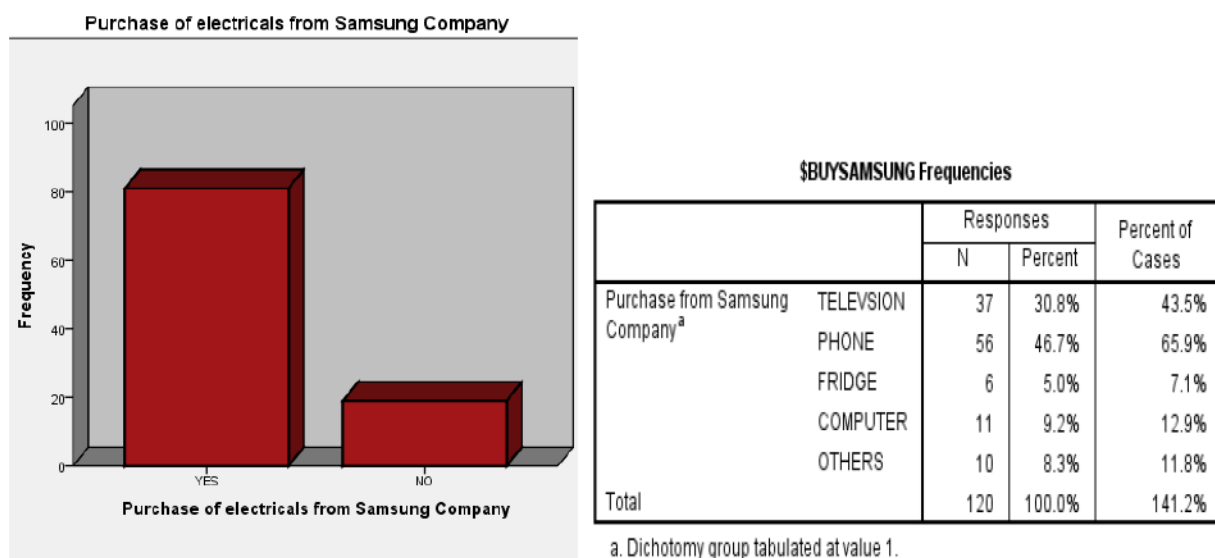 Purchase of electricals from Samsung Company
100
80
60
40
20
0
Frequency
YES NO
Purchase of electricals from Samsung Company
$BUYSAMSUNG Frequencies
Responses Percent of Cases
N Percent
Purchase from Samsung Companyª TELEVSION 37 30.8% 43.5%
PHONE 56 46.7% 65.9%
FRIDGE 6 5.0% 7.1%
COMPUTER 11 9.2% 12.9%
OTHERS 10 8.3% 11.8%
Total 120 100.0% 141.2%
a. Dichotomy group tabulated at value 1.